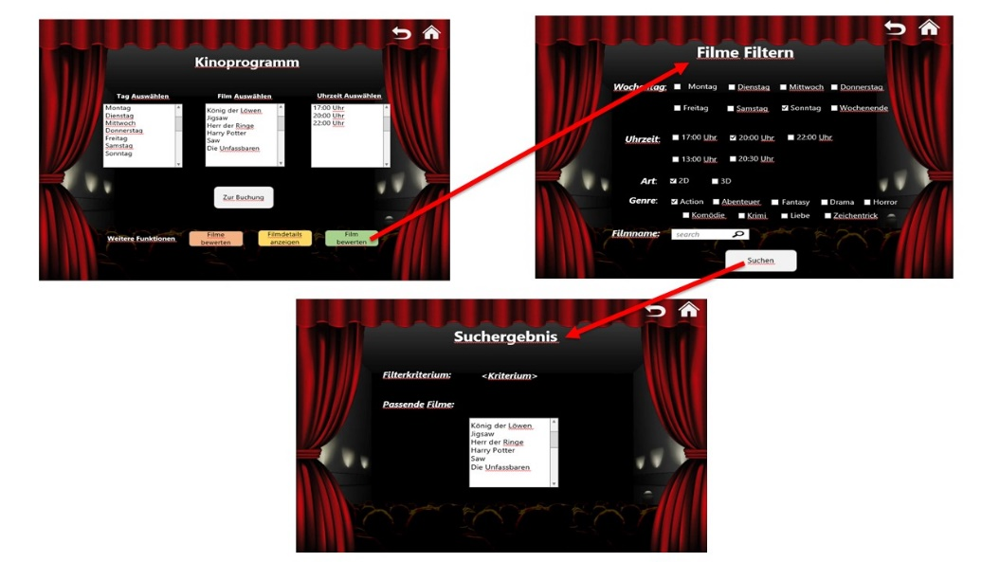 Kinoprogramm
Tag Auswählen
Montag
Dienstag
Mittwoch
Donnerstag
Freitag
Samstag
Sonntag
Film Auswählen
König der Löwen
Jigsaw
Herr der Ringe
Harry Potter
Saw
Die Unfassbaren
Uhrzeit Auswählen
17:00 Uhr
20:00 Uhr
22:00 Uhr
Zur Buchung
Weitere Funktionen
Filme
bewerten
Filmdetails
anzeigen
Film
bewerten
Filme Filtern
Wochentag: Montag Dienstag Mittwoch Donnerstag
Freitag Samstag Sonntag Wochenende
Uhrzeit: 17:00 Uhr 20:00 Uhr 22:00 Uhr
13:00 Uhr 20:30 Uhr
Art: 2D 3D
Genre: Action Abenteuer Fantasy Drama Horror
Komödie Krimi Liebe Zeichentrick
Filmname: search
Suchen
Suchergebnis
Filterkriterium: <Kriterium>
Passende Filme:
König der Löwen
Jigsaw
Herr der Ringe
Harry Potter
Saw
Die Unfassbaren